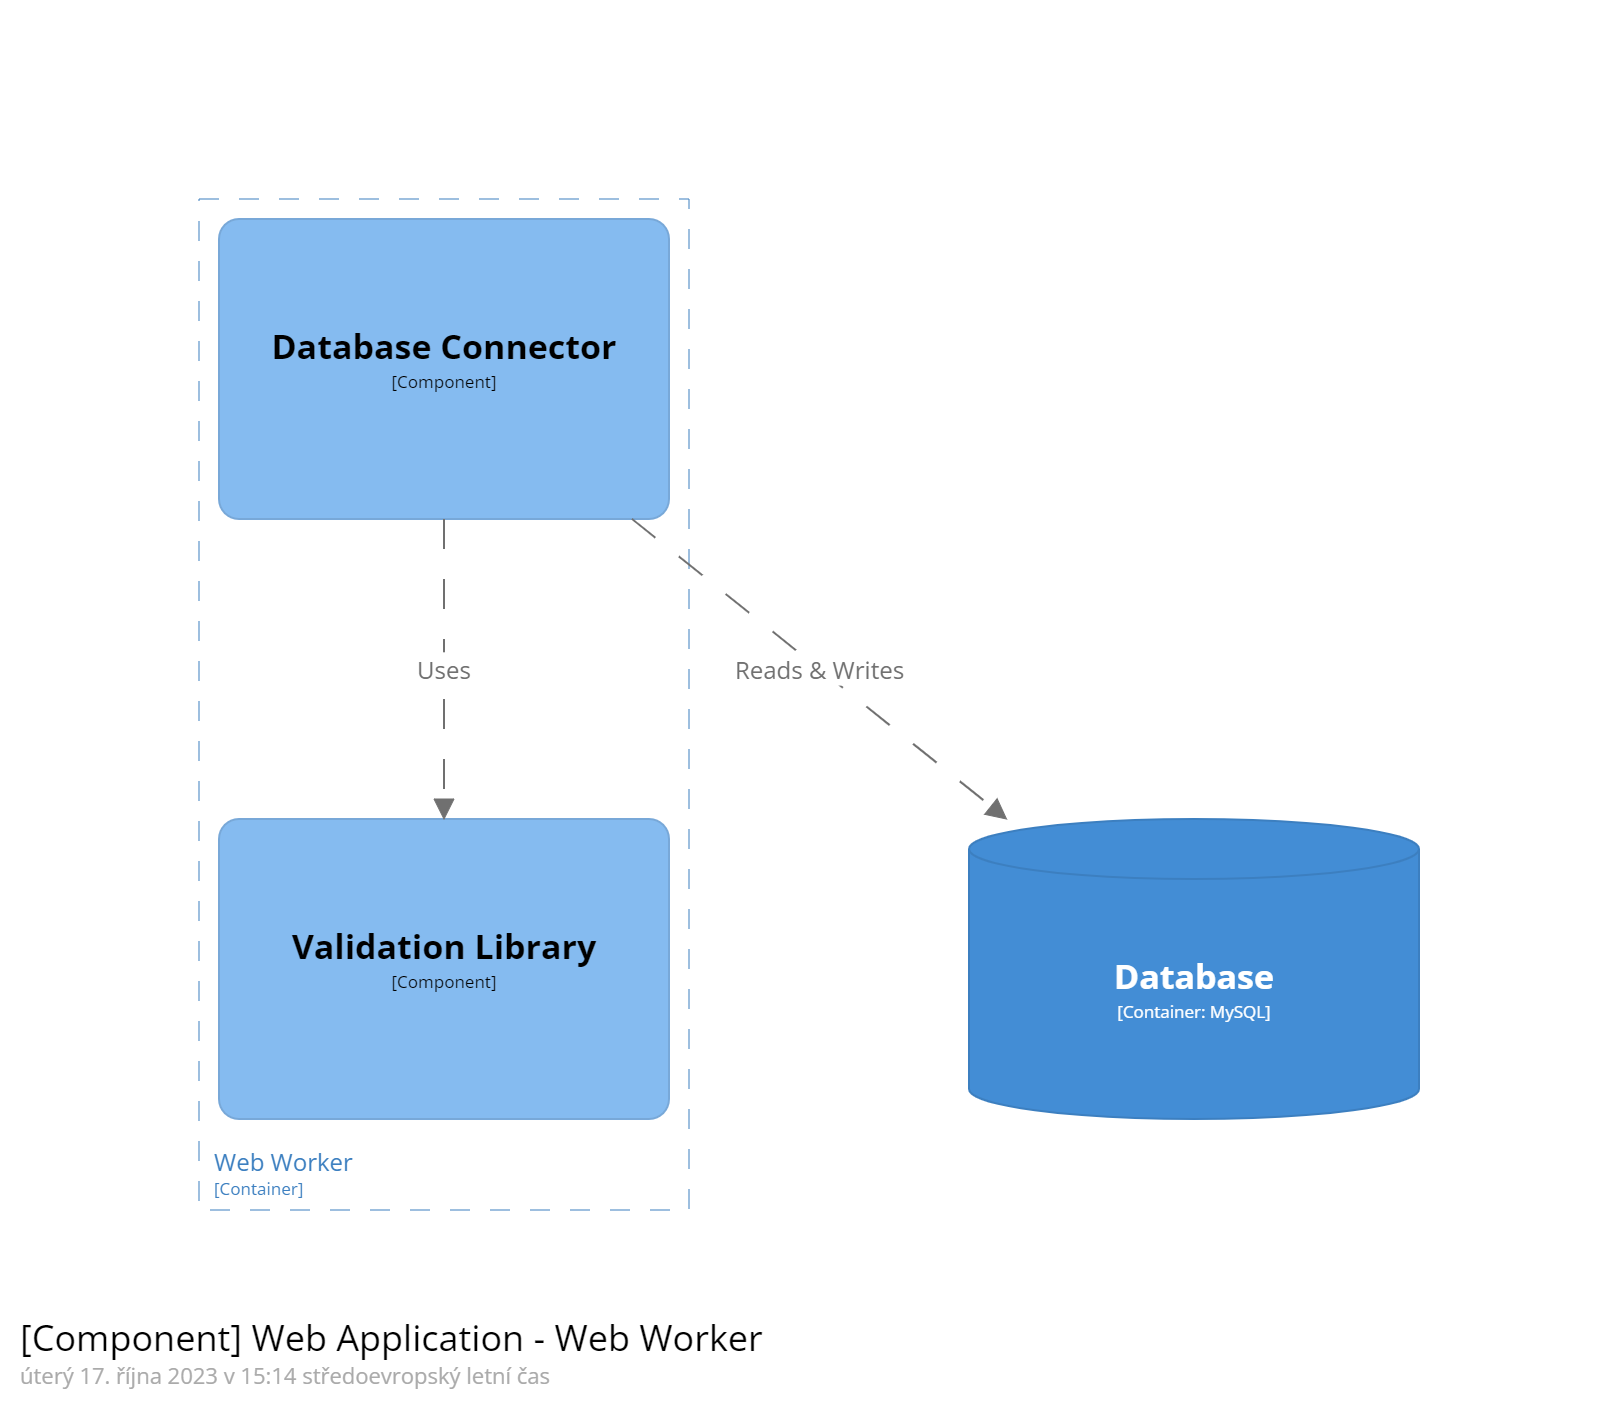 Database Connector
[Component]
Uses
Reads & Writes
Validation Library
[Component]
Database
[Container: MySQL]
Web Worker
[Container]
[Component] Web Application - Web Worker
úterý 17. října 2023 v 15:14 středoevropský letní čas